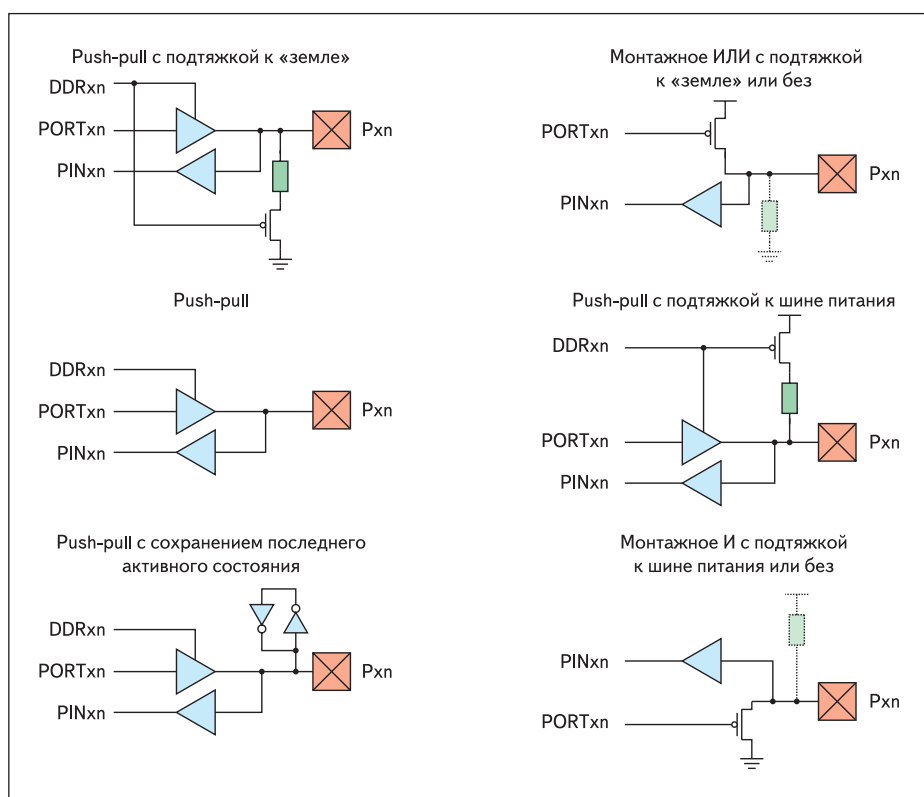 Push-pull с подтяжкой к «земле»
DDRxn
PORTxn
PINxn
Pxn
Монтажное ИЛИ с подтяжкой
к «земле» или без
PORTxn
PINxn
Pxn
Push-pull
DDRxn
PORTxn
PINxn
Pxn
Push-pull с подтяжкой к шине питания
DDRxn
PORTxn
PINxn
Pxn
Push-pull с сохранением последнего
активного состояния
DDRxn
PORTxn
PINxn
Pxn
Монтажное И с подтяжкой
к шине питания или без
PINxn
PORTxn
Pxn